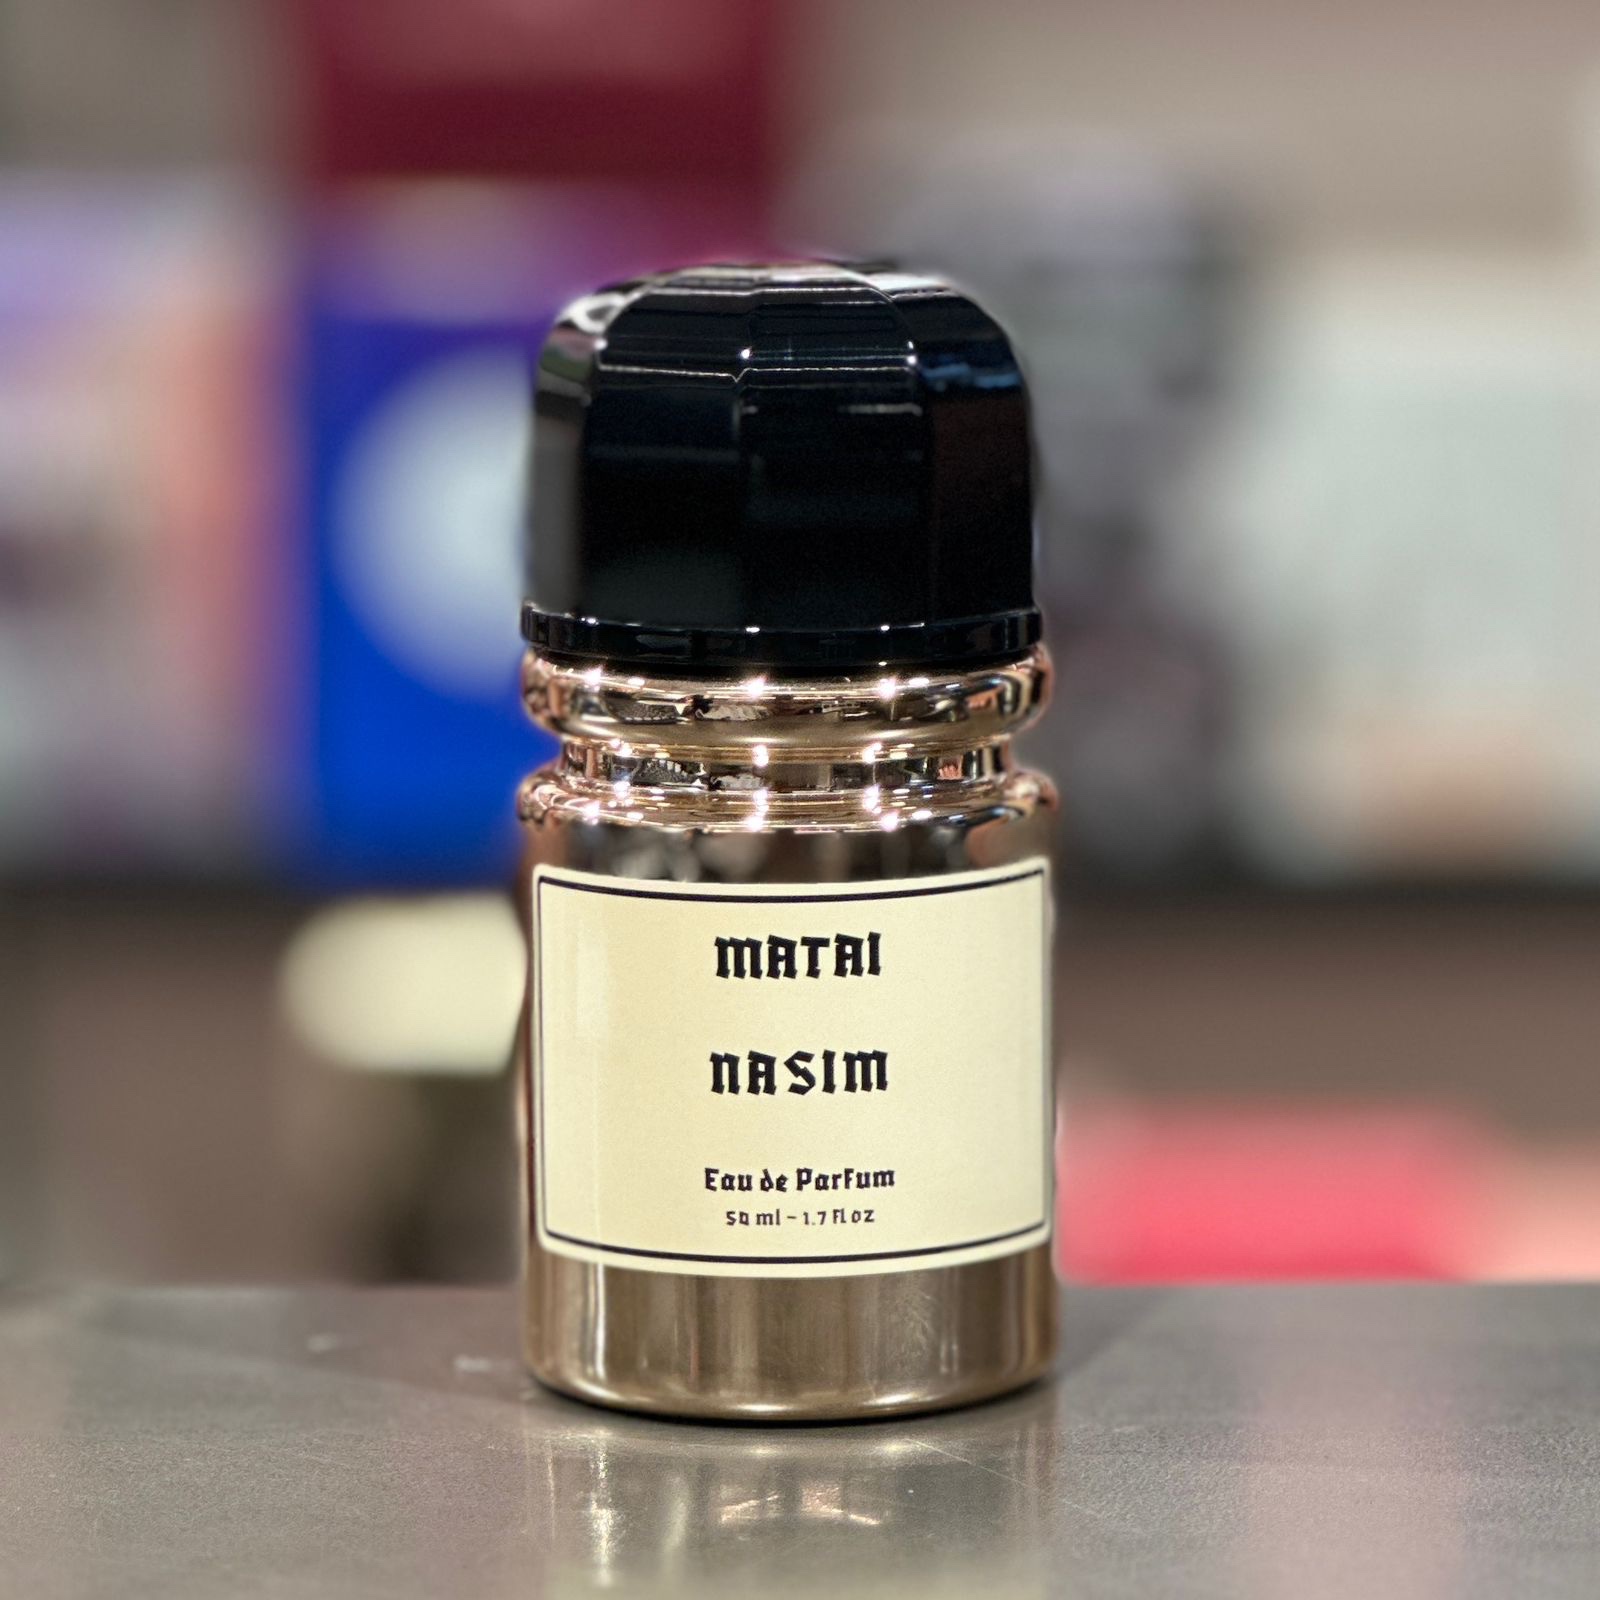 MATAI
NASIM
Eau de Parfum
50 ml - 1.7 fl oz